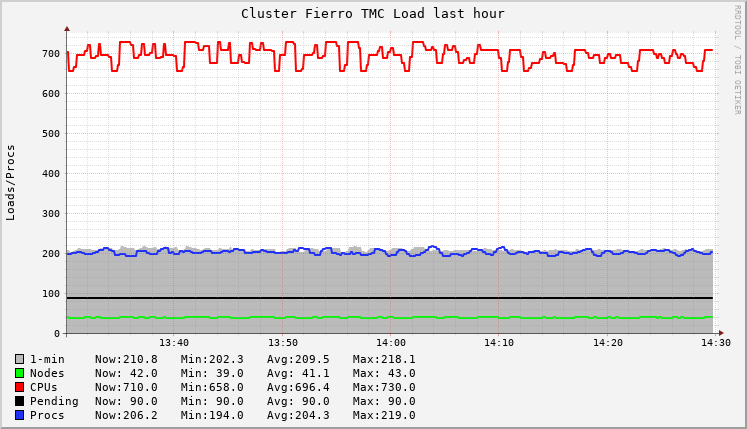 Cluster Fierro TMC Load last hour
RRDTOOL / TOBI OETIKER
Loads/Procs
700
600
500
400
300
200
100
0
13:40 13:50 14:00 14:10 14:20 14:30
1-min Now:210.8 Min:202.3 Avg:209.5 Max:218.1
Nodes Now: 42.0 Min: 39.0 Avg: 41.1 Max: 43.0
CPUs Now:710.0 Min:658.0 Avg:696.4 Max:730.0
Pending Now: 90.0 Min: 90.0 Avg: 90.0 Max: 90.0
Procs Now:206.2 Min:194.0 Avg:204.3 Max:219.0